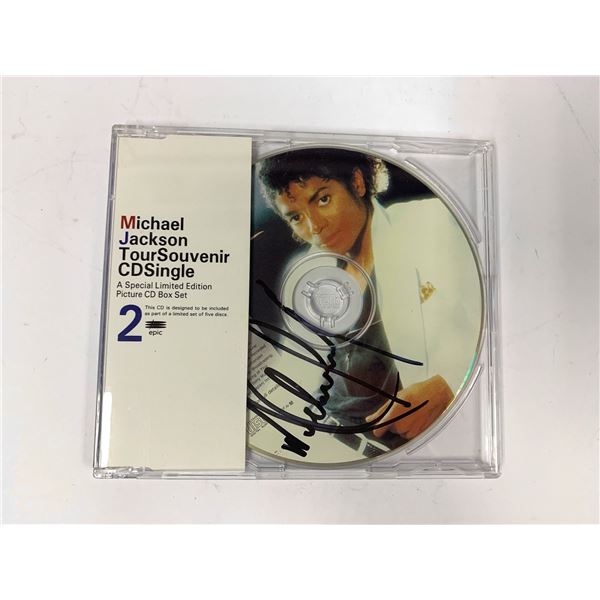 Michael
Jackson
TourSouvenir
CDSingle
A Special Limited Edition
Picture CD Box Set
2
This CD is designed to be included
as part of a limited set of five discs.
epic